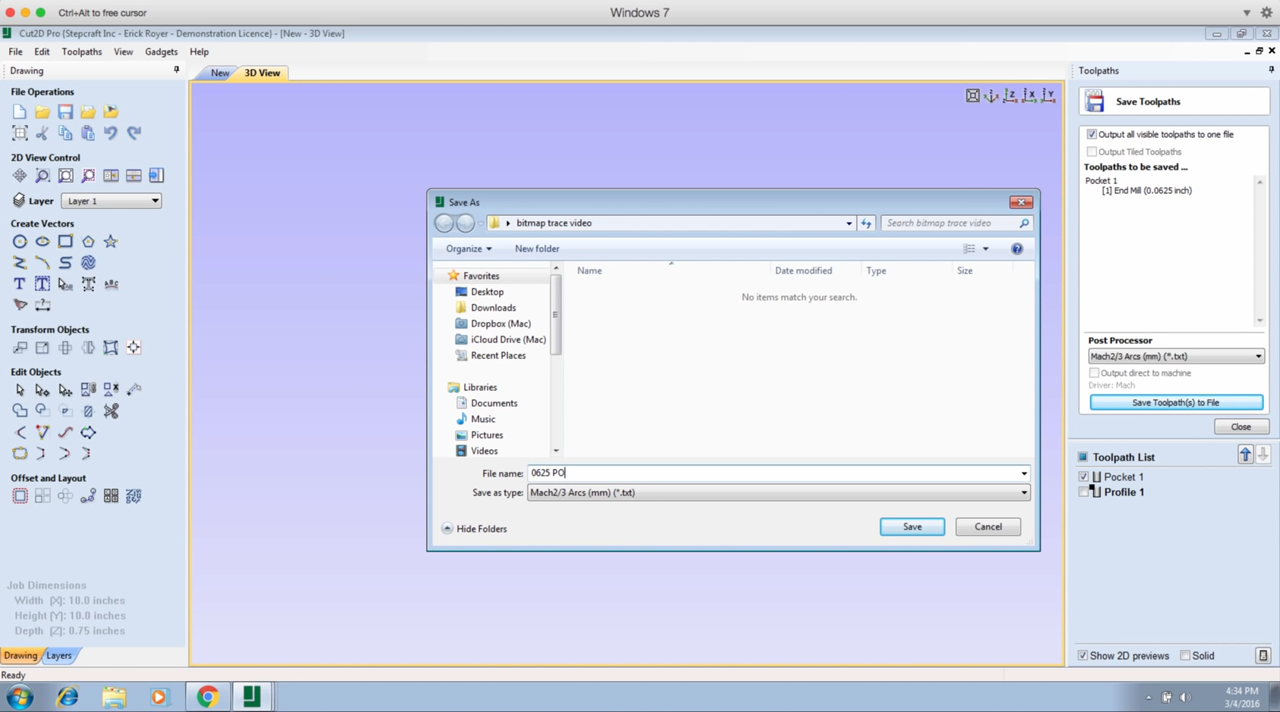 Ctrl+Alt to free cursor
Windows 7
Cut2D Pro (Stepcraft Inc - Erick Royer - Demonstration Licence) - [New - 3D View]
File Edit Toolpaths View Gadgets Help
Drawing
File Operations
2D View Control
Layer Layer 1
Create Vectors
Transform Objects
Edit Objects
Offset and Layout
Job Dimensions
Width (X): 10.0 inches
Height (Y): 10.0 inches
Depth (Z): 0.75 inches
Drawing Layers
Ready
New 3D View
Save As
bitmap trace video
Search bitmap trace video
Organize New folder
Favorites
Desktop
Downloads
Dropbox (Mac)
iCloud Drive (Mac)
Recent Places
Libraries
Documents
Music
Pictures
Videos
Name Date modified Type Size
No items match your search.
File name: 0625 PO
Save as type: Mach2/3 Arcs (mm) (*.txt)
Hide Folders
Save Cancel
Toolpaths
Save Toolpaths
Output all visible toolpaths to one file
Output Tiled Toolpaths
Toolpaths to be saved ...
Pocket 1
[1] End Mill (0.0625 inch)
Post Processor
Mach2/3 Arcs (mm) (*.txt)
Output direct to machine
Driver: Mach
Save Toolpath(s) to File
Close
Toolpath List
Pocket 1
Profile 1
Show 2D previews Solid
4:34 PM
3/4/2016